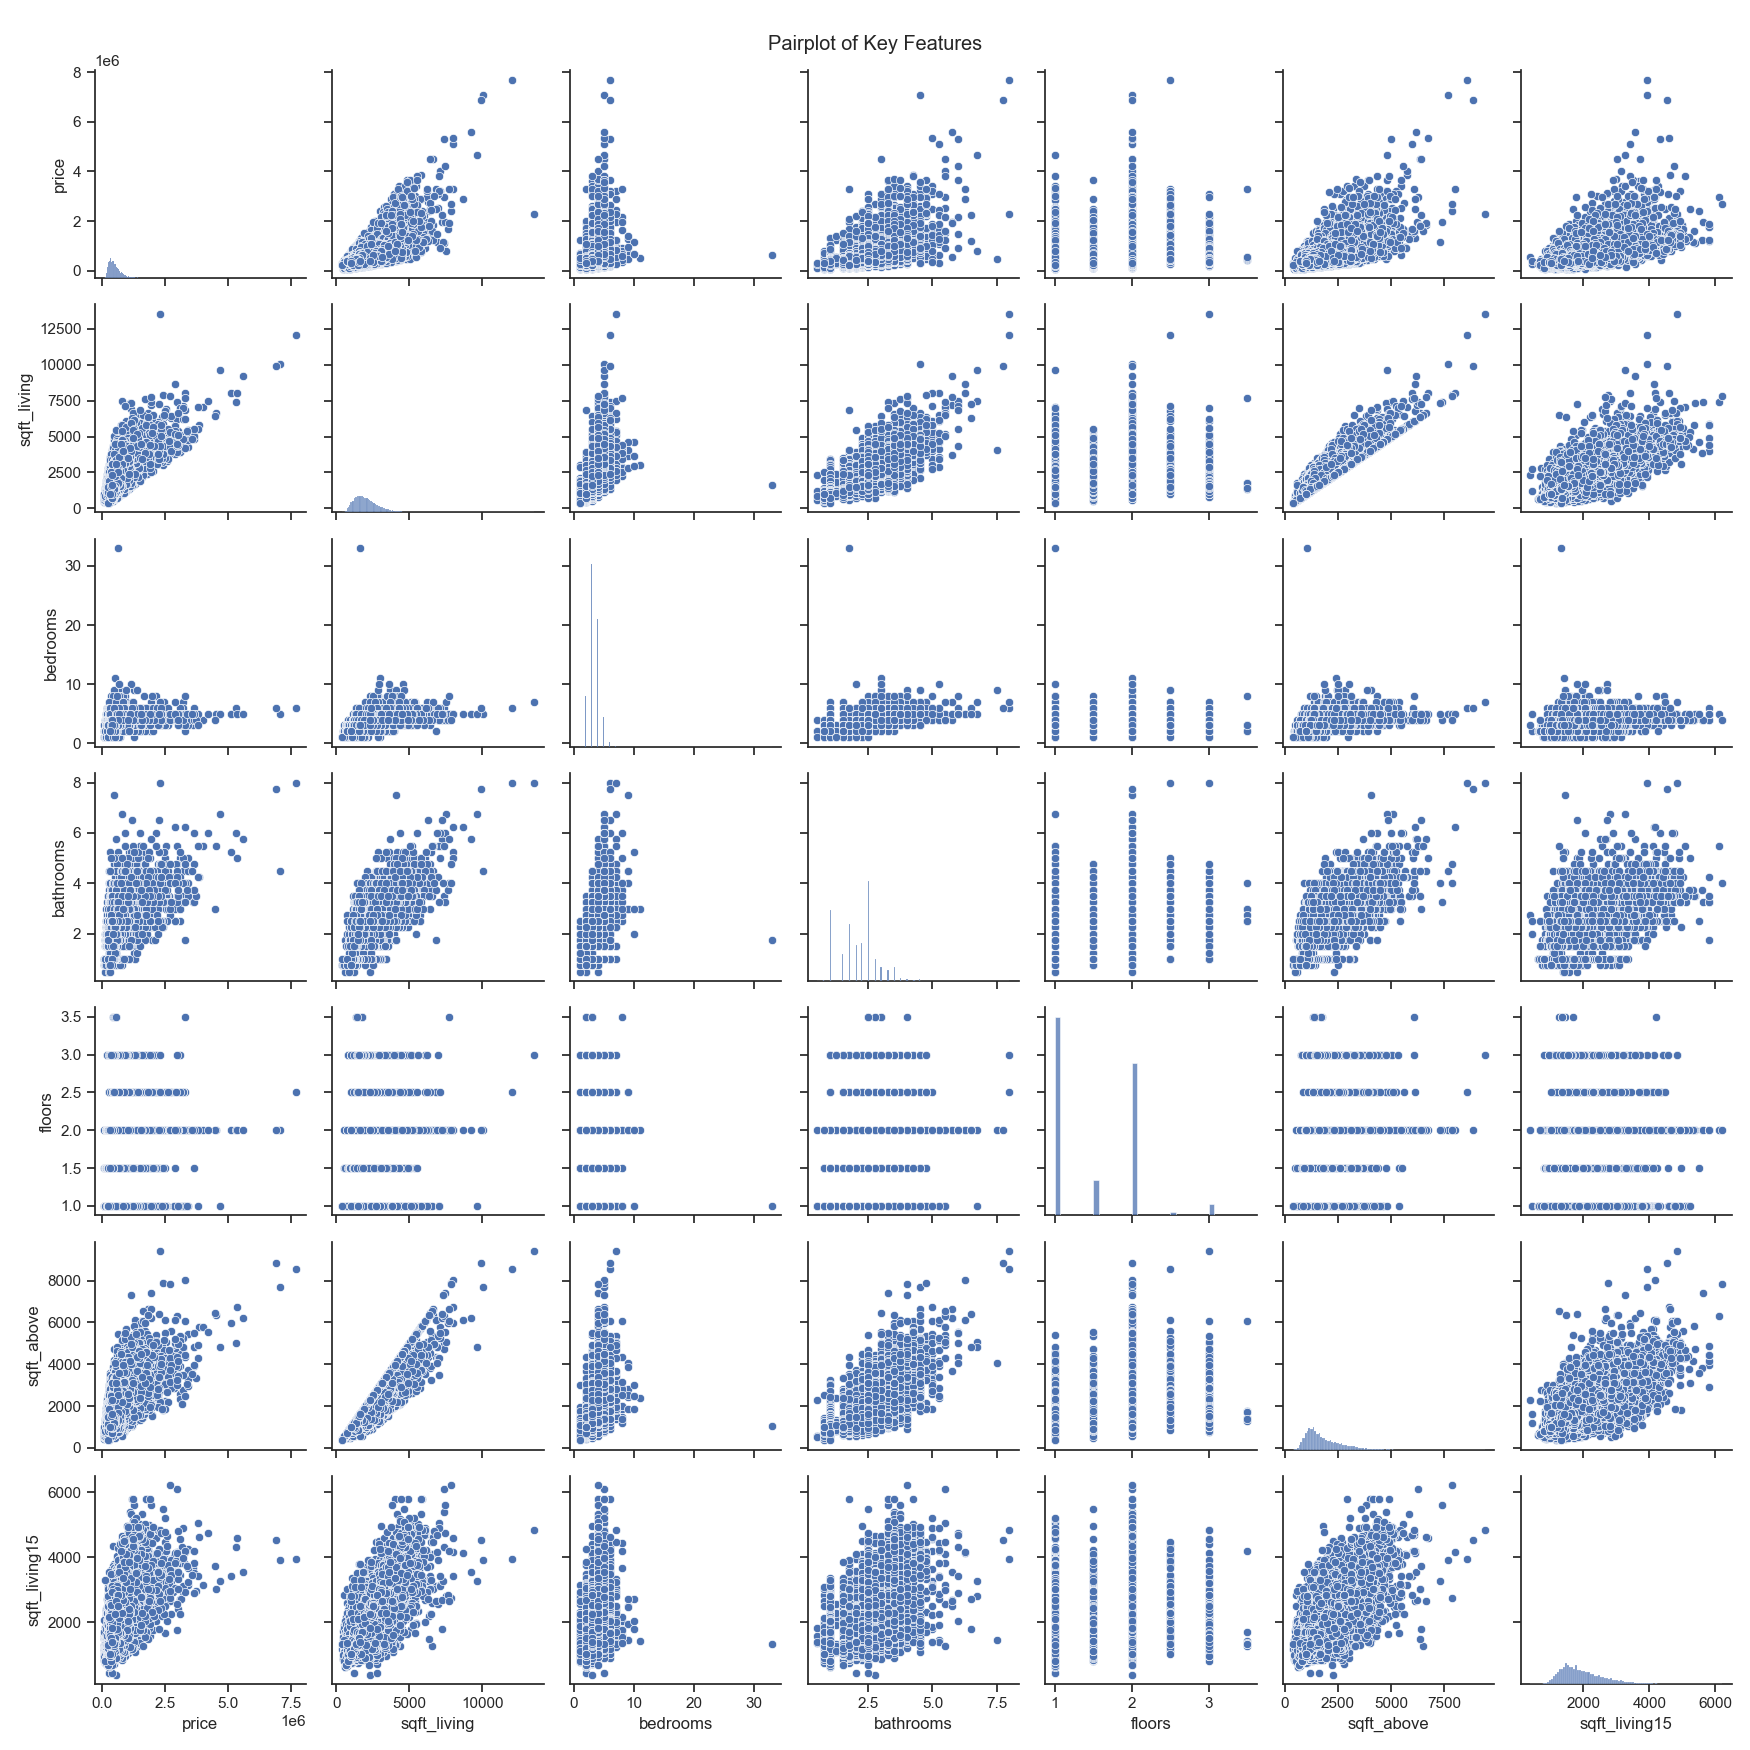 Pairplot of Key Features
1e6
8
6
4
2
0
price
12500
10000
7500
5000
2500
0
sqft_living
30
20
10
0
bedrooms
8
6
4
2
bathrooms
3.5
3.0
2.5
2.0
1.5
1.0
floors
8000
6000
4000
2000
0
sqft_above
6000
4000
2000
sqft_living15
0.0 2.5 5.0 7.5 0 5000 10000 0 10 20 30 2.5 5.0 7.5 1 2 3 0 2500 5000 7500 2000 4000 6000
1e6
price sqft_living bedrooms bathrooms floors sqft_above sqft_living15